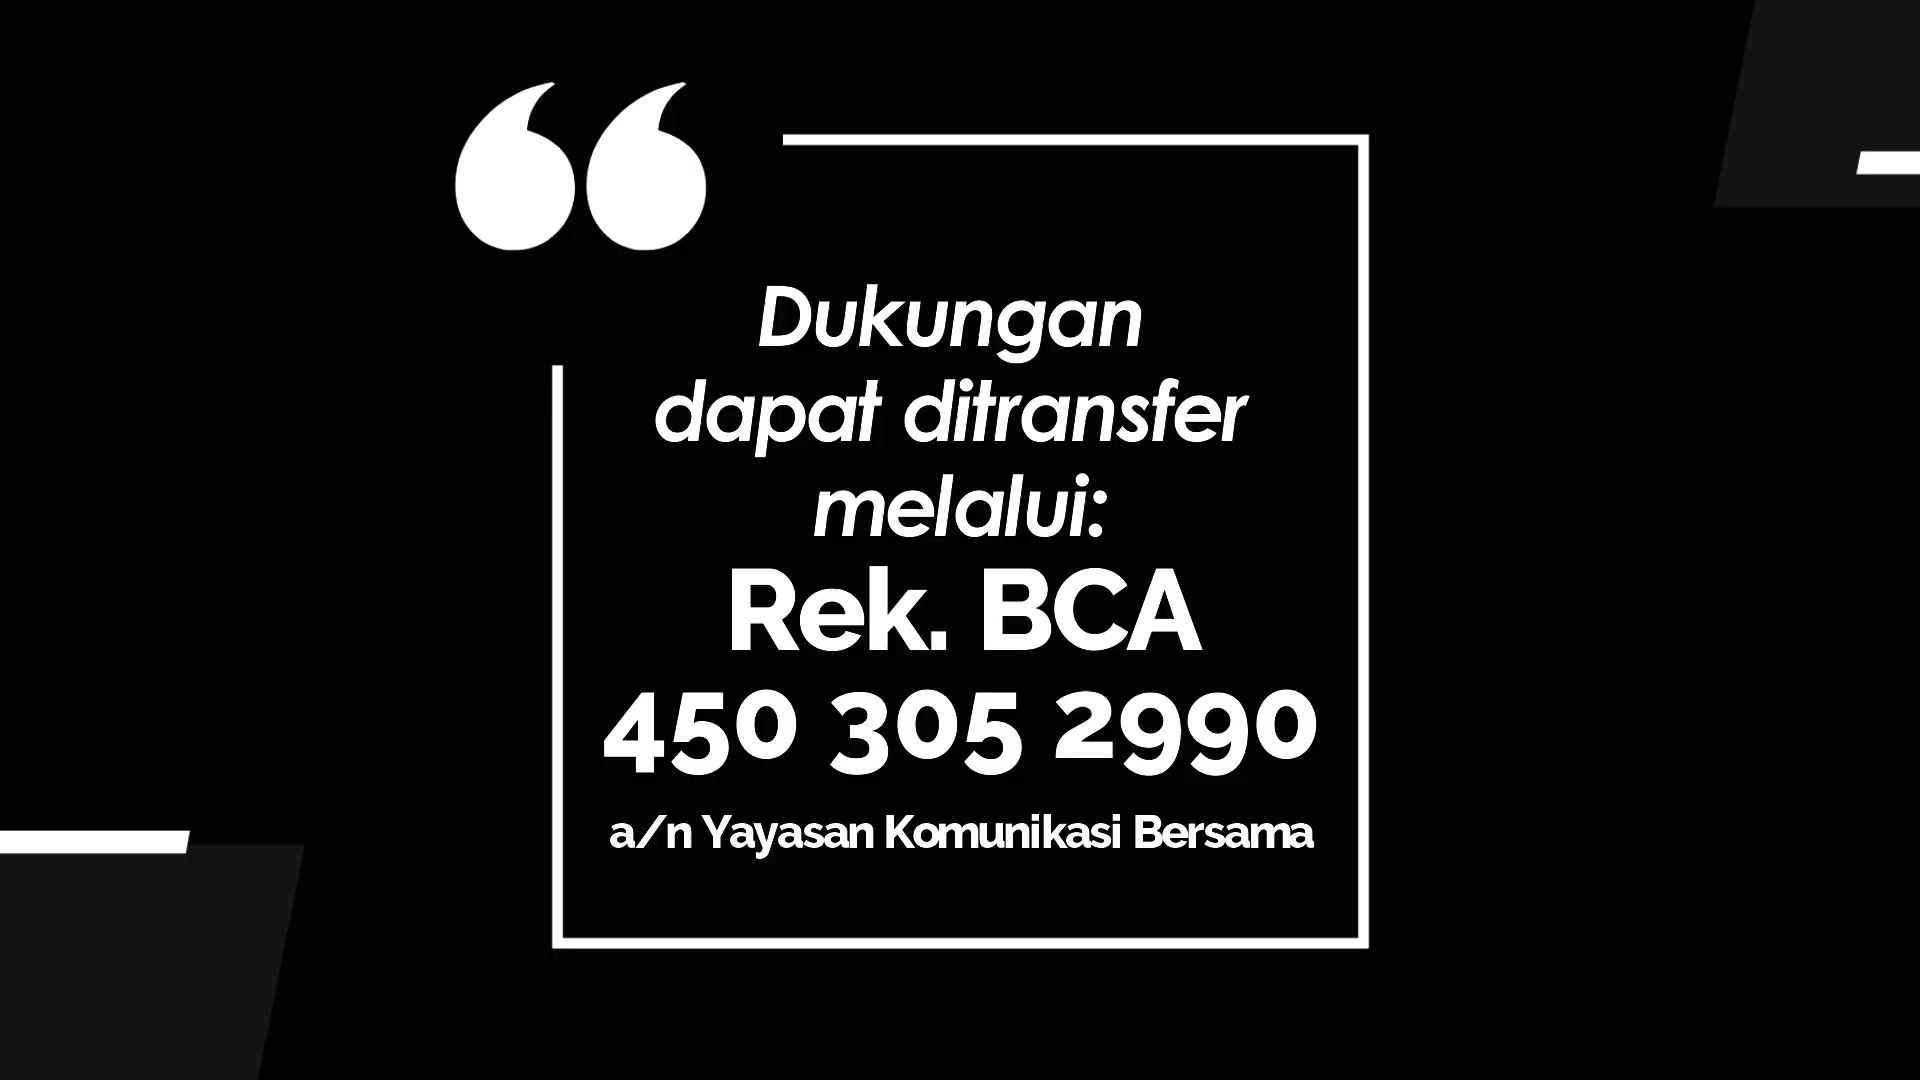 Dukungan
dapat ditransfer
melalui:
Rek. BCA
450 305 2990
a/n Yayasan Komunikasi Bersama